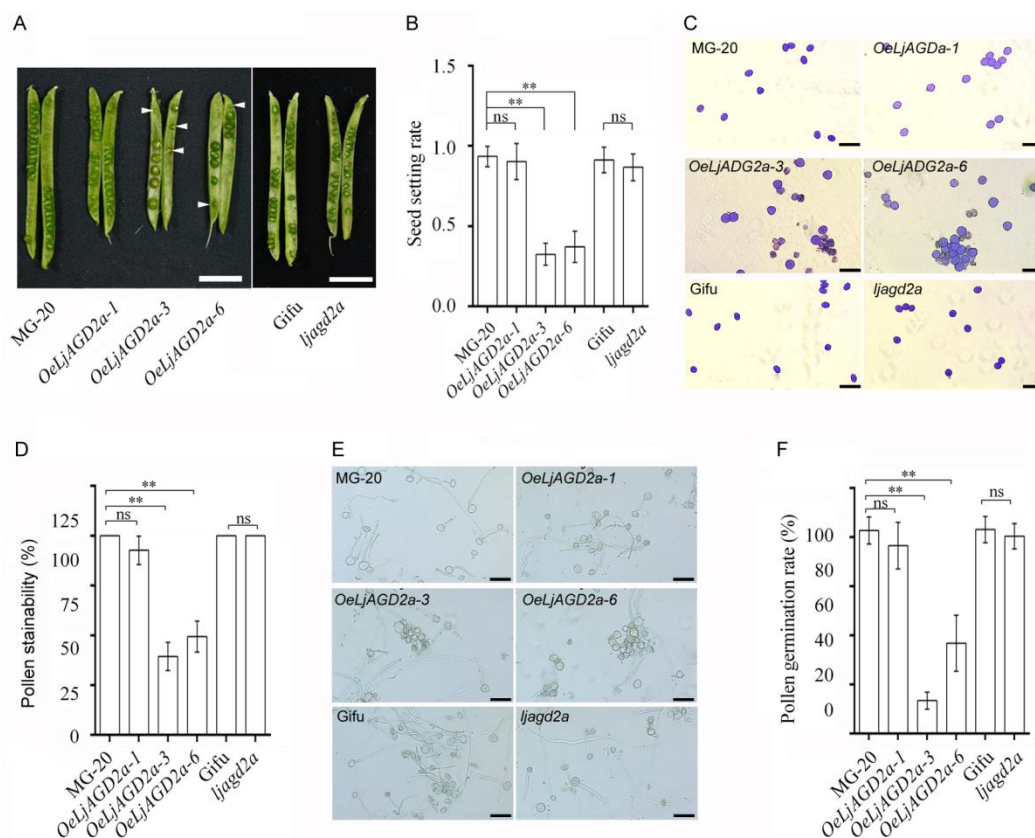 A
MG-20
OeLjAGD2a-1
OeLjAGD2a-3
OeLjAGD2a-6
Gifu
ljagd2a
B
Seed setting rate
1.5
1.0
0.5
0.0
**
**
ns
ns
MG-20
OeLjAGD2a-1
OeLjAGD2a-3
OeLjAGD2a-6
Gifu
ljagd2a
C
MG-20
OeLjAGDa-1
OeLjADG2a-3
OeLjADG2a-6
Gifu
ljagd2a
D
Pollen stainability (%)
125
100
75
50
25
0
**
**
ns
ns
MG-20
OeLjAGD2a-1
OeLjAGD2a-3
OeLjAGD2a-6
Gifu
ljagd2a
E
MG-20
OeLjAGD2a-1
OeLjAGD2a-3
OeLjAGD2a-6
Gifu
ljagd2a
F
Pollen germination rate (%)
100
80
60
40
20
0
**
**
ns
ns
MG-20
OeLjAGD2a-1
OeLjAGD2a-3
OeLjAGD2a-6
Gifu
ljagd2a